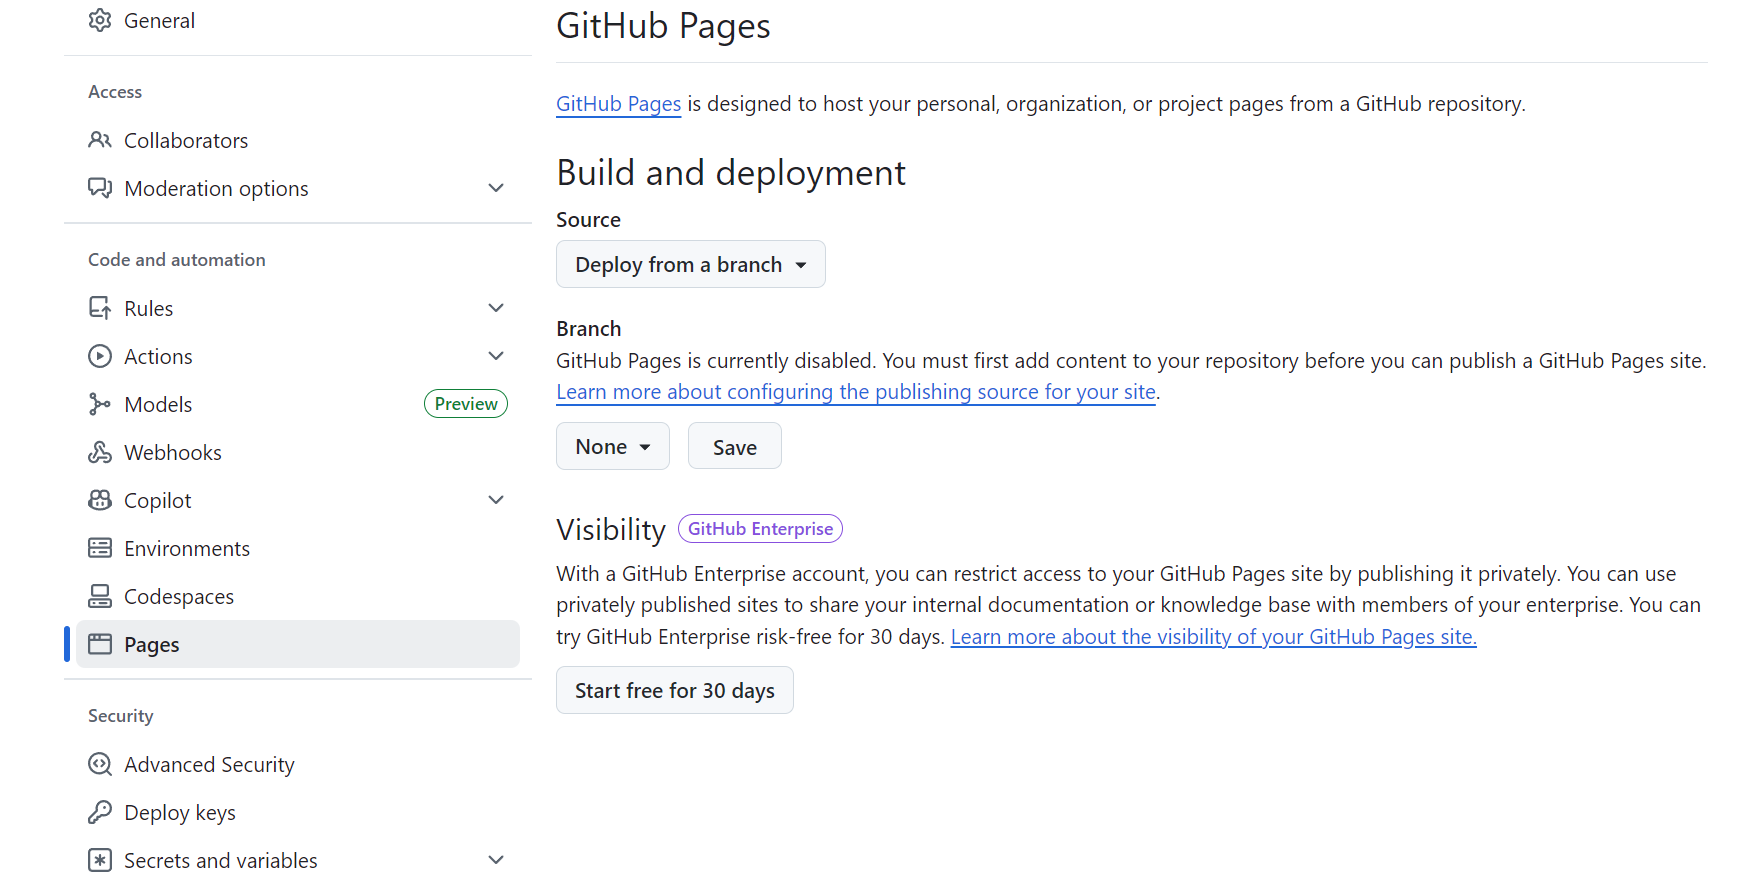 General
Access
Collaborators
Moderation options
Code and automation
Rules
Actions
Models
Preview
Webhooks
Copilot
Environments
Codespaces
Pages
Security
Advanced Security
Deploy keys
Secrets and variables
GitHub Pages
GitHub Pages is designed to host your personal, organization, or project pages from a GitHub repository.
Build and deployment
Source
Deploy from a branch
Branch
GitHub Pages is currently disabled. You must first add content to your repository before you can publish a GitHub Pages site.
Learn more about configuring the publishing source for your site.
None
Save
Visibility
GitHub Enterprise
With a GitHub Enterprise account, you can restrict access to your GitHub Pages site by publishing it privately. You can use
privately published sites to share your internal documentation or knowledge base with members of your enterprise. You can
try GitHub Enterprise risk-free for 30 days. Learn more about the visibility of your GitHub Pages site.
Start free for 30 days